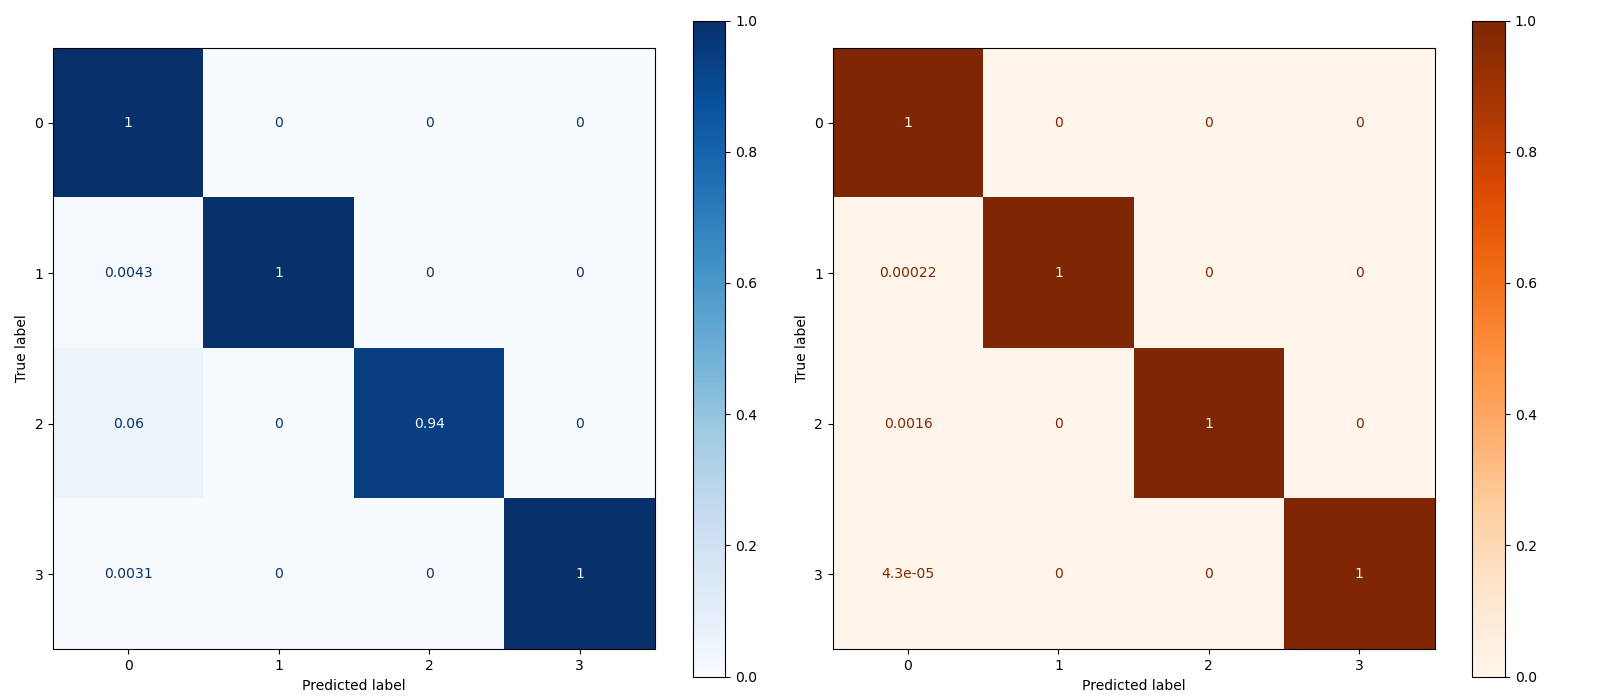 1.0
0.8
0.6
0.4
0.2
0.0
0 1 0 0 0
1 0.0043 1 0 0
2 0.06 0 0.94 0
3 0.0031 0 0 1
0 1 2 3
True label
Predicted label
1.0
0.8
0.6
0.4
0.2
0.0
0 1 0 0 0
1 0.00022 1 0 0
2 0.0016 0 1 0
3 4.3e-05 0 0 1
0 1 2 3
True label
Predicted label